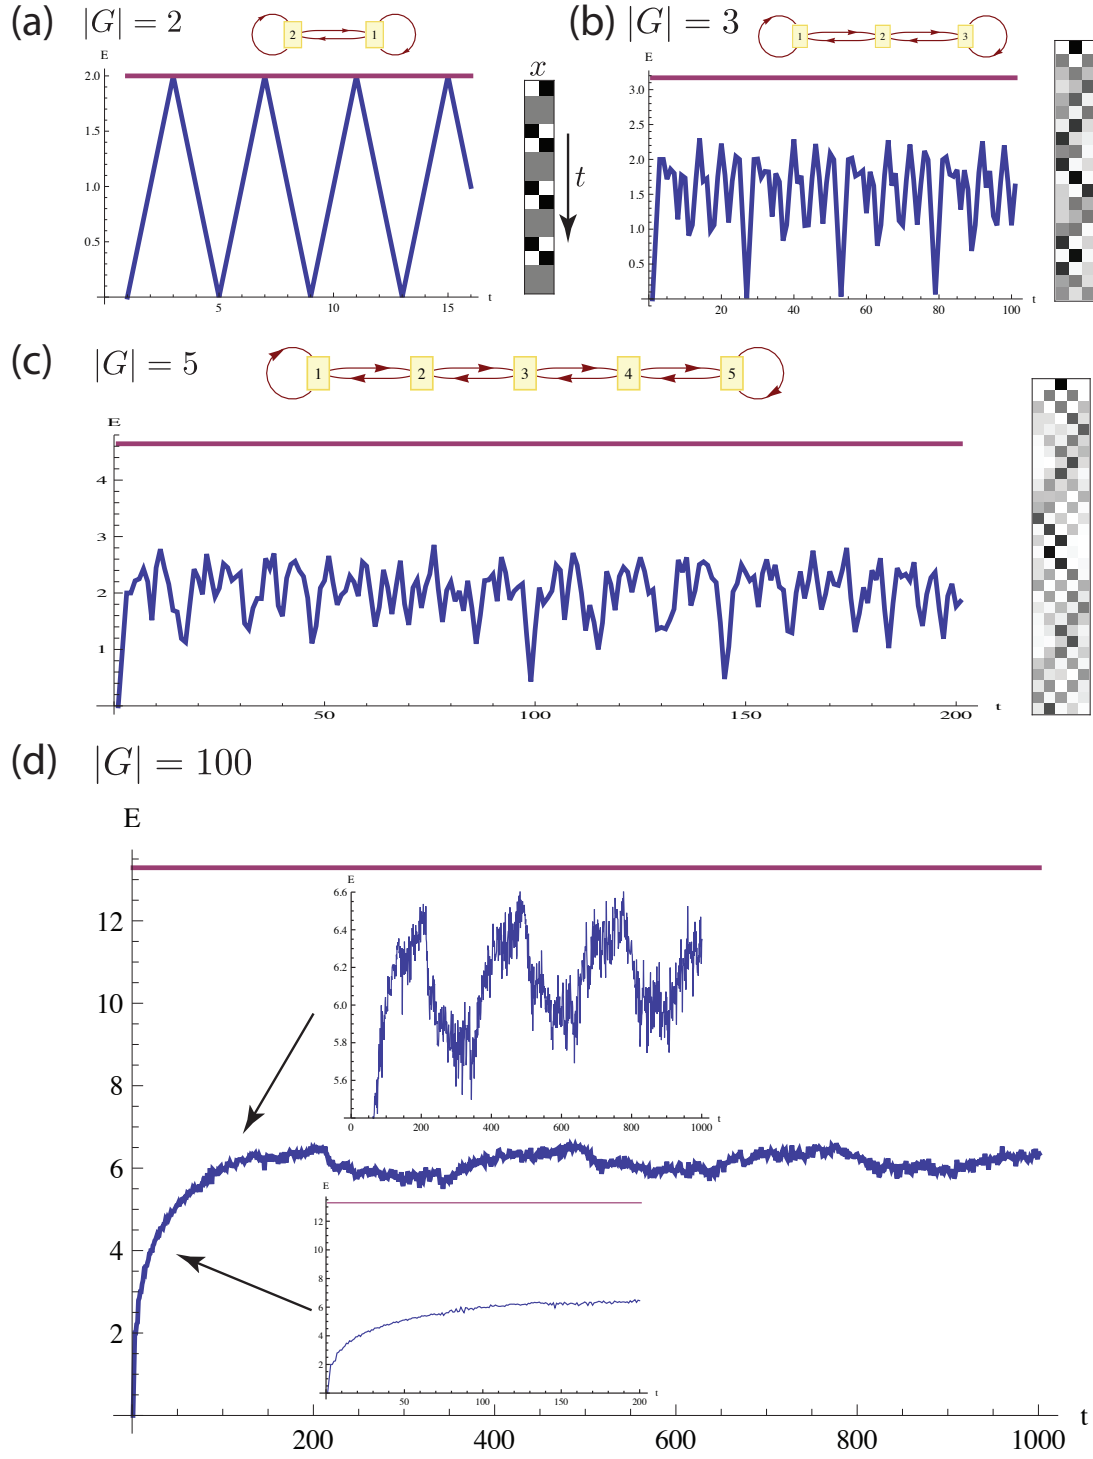 (a) |G| = 2
2 1
E
2.0
1.5
1.0
0.5
5 10 15 t
x
t
(b) |G| = 3
1 2 3
E
3.0
2.5
2.0
1.5
1.0
0.5
20 40 60 80 100 t
(c) |G| = 5
1 2 3 4 5
E
4
3
2
1
50 100 150 200 t
(d) |G| = 100
E
12
10
8
6
4
2
200 400 600 800 1000 t
E
6.6
6.4
6.2
6.0
5.8
5.6
0 200 400 600 800 1000 t
E
12
10
8
6
4
2
50 100 150 200 t